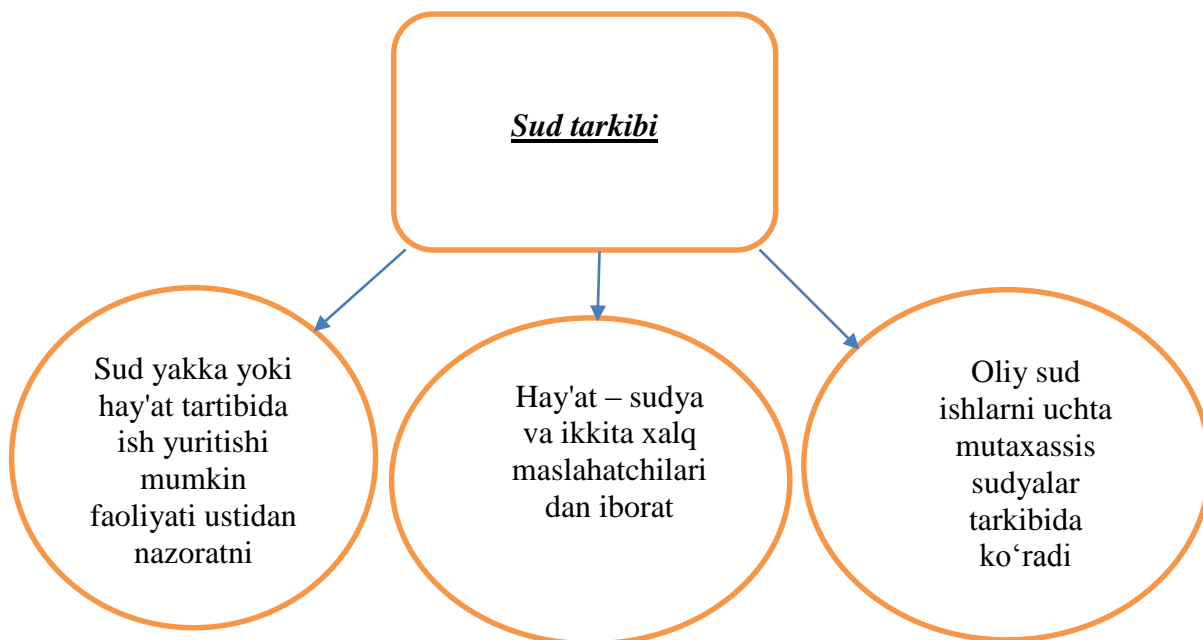 Sud tarkibi
Sud yakka yoki
hay'at tartibida
ish yuritishi
mumkin
faoliyati ustidan
nazoratni
Hay'at – sudya
va ikkita xalq
maslahatchilari
dan iborat
Oliy sud
ishlarni uchta
mutaxassis
sudyalar
tarkibida
ko‘radi